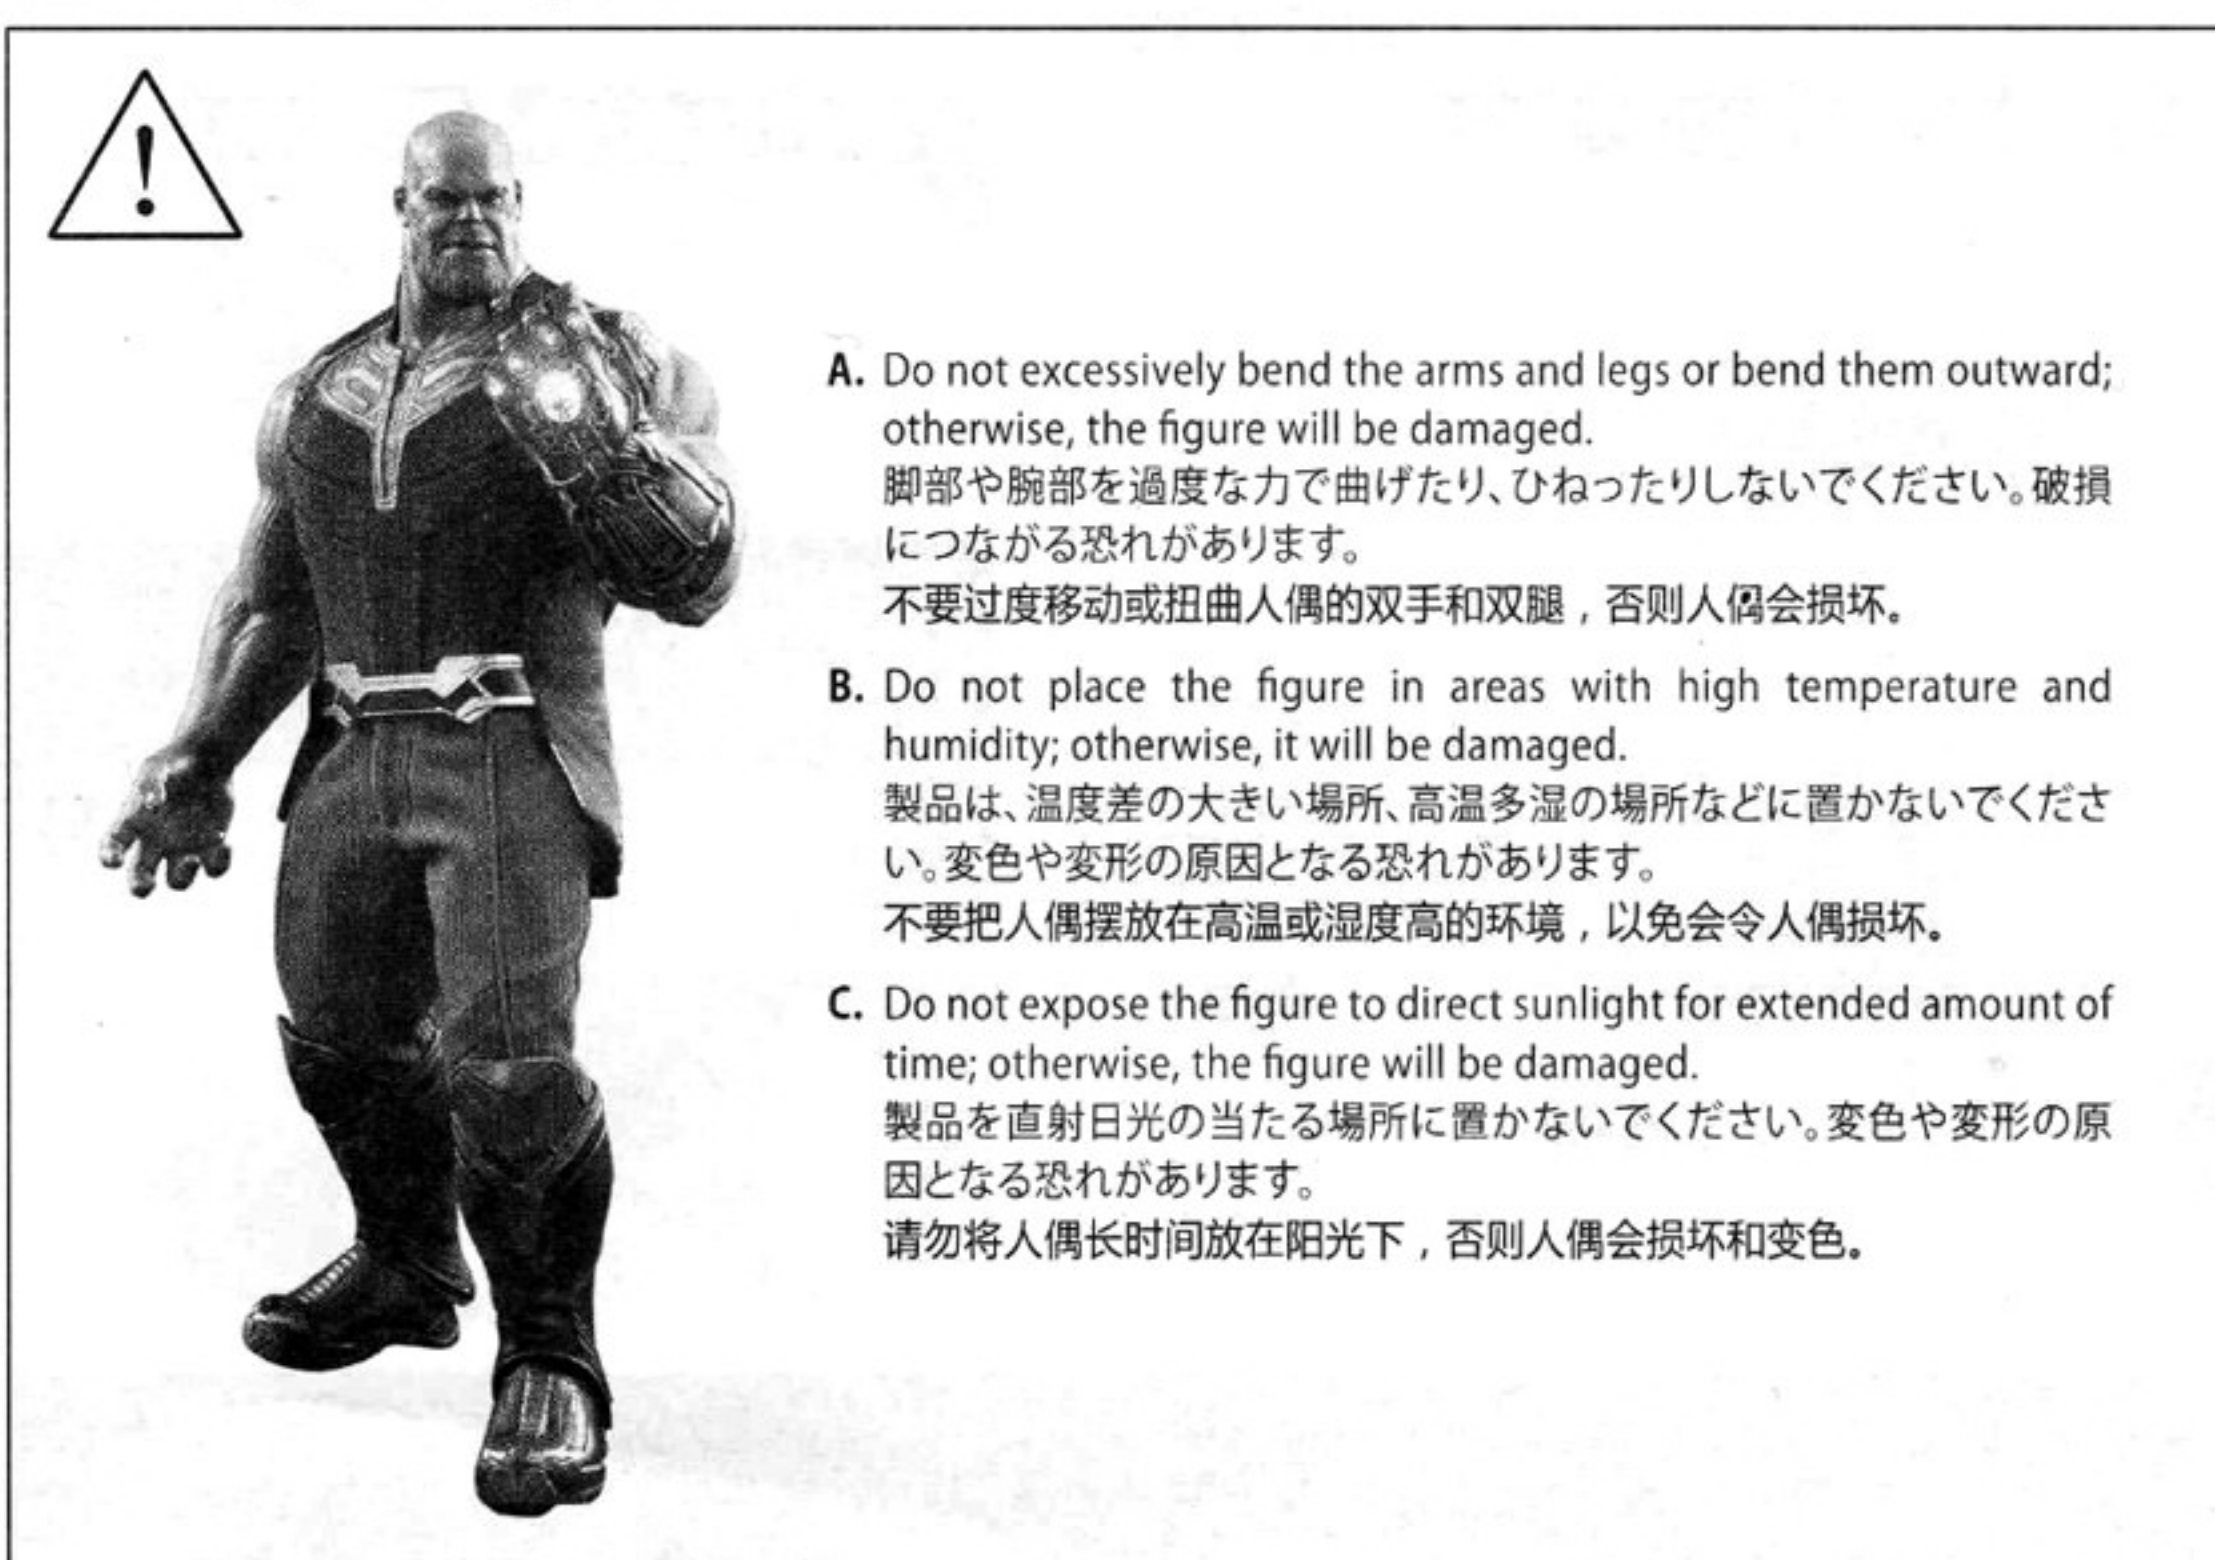 A. Do not excessively bend the arms and legs or bend them outward;
otherwise, the figure will be damaged.
脚部や腕部を過度な力で曲げたり、ひねったりしないでください。破損
につながる恐れがあります。
不要过度移动或扭曲人偶的双手和双腿，否则人偶会损坏。
B. Do not place the figure in areas with high temperature and
humidity; otherwise, it will be damaged.
製品は、温度差の大きい場所、高温多湿の場所などに置かないでくださ
い。変色や変形の原因となる恐れがあります。
不要把人偶摆放在高温或湿度高的环境，以免会令人偶损坏。
C. Do not expose the figure to direct sunlight for extended amount of
time; otherwise, the figure will be damaged.
製品を直射日光の当たる場所に置かないでください。変色や変形の原
因となる恐れがあります。
请勿将人偶长时间放在阳光下，否则人偶会损坏和变色。